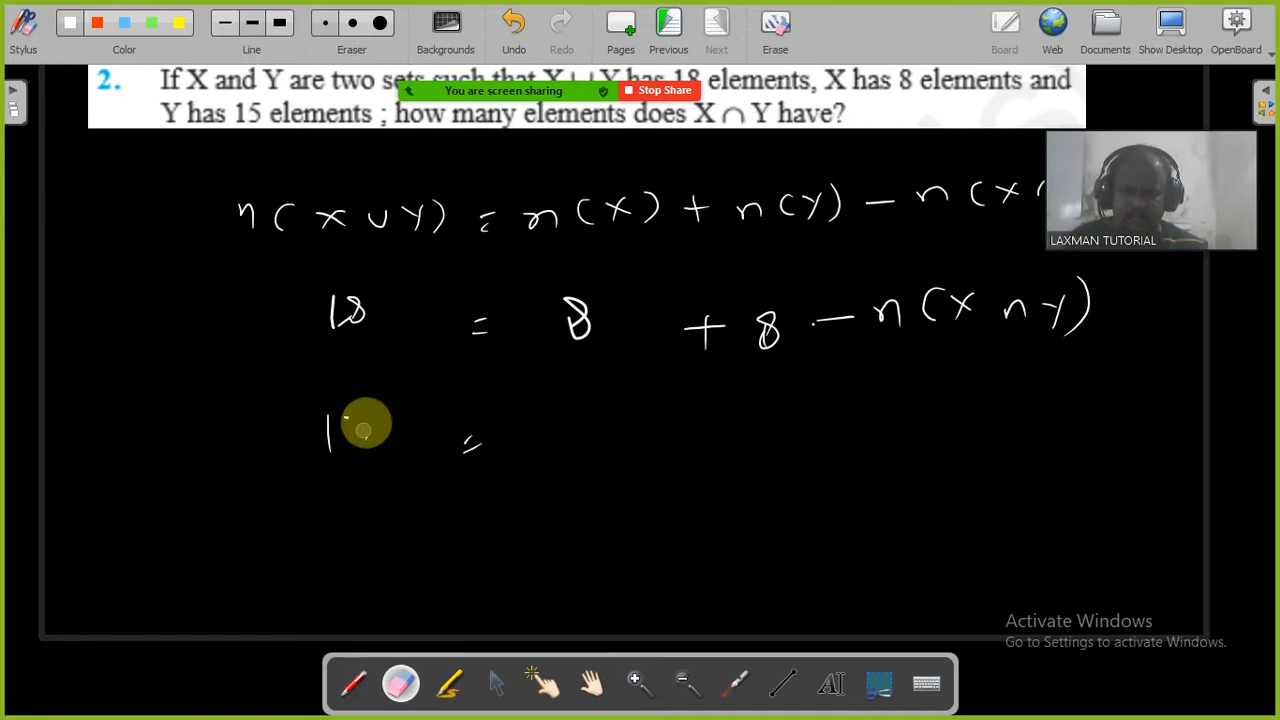 Stylus Color Line Eraser Backgrounds Undo Redo Pages Previous Next Erase Board Web Documents Show Desktop OpenBoard
2. If X and Y are two sets such that X ∪ Y has 18 elements, X has 8 elements and
You are screen sharing Stop Share
Y has 15 elements ; how many elements does X ∩ Y have?
n ( X ∪ Y ) = n ( X ) + n ( Y ) − n ( X
LAXMAN TUTORIAL
18 = 8 + 8 − n ( X ∩ Y )
1 =
Activate Windows
Go to Settings to activate Windows.
AI